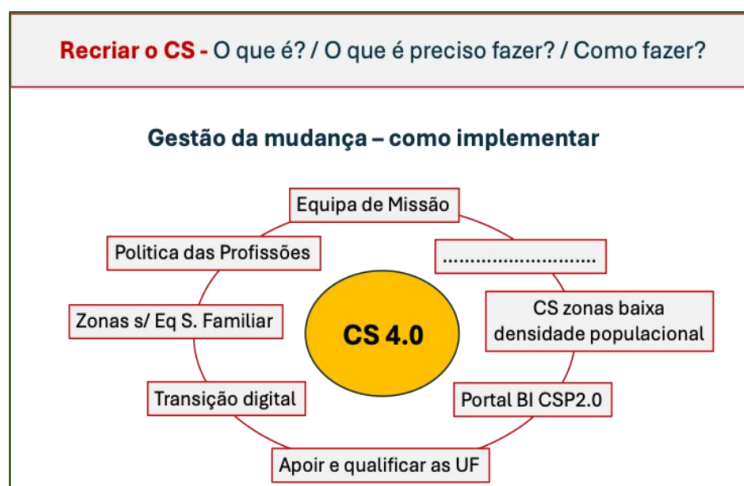 Recriar o CS - O que é? / O que é preciso fazer? / Como fazer?
Gestão da mudança – como implementar
Equipa de Missão
Politica das Profissões
................................
Zonas s/ Eq S. Familiar
CS zonas baixa
densidade populacional
CS 4.0
Transição digital
Portal BI CSP2.0
Apoir e qualificar as UF